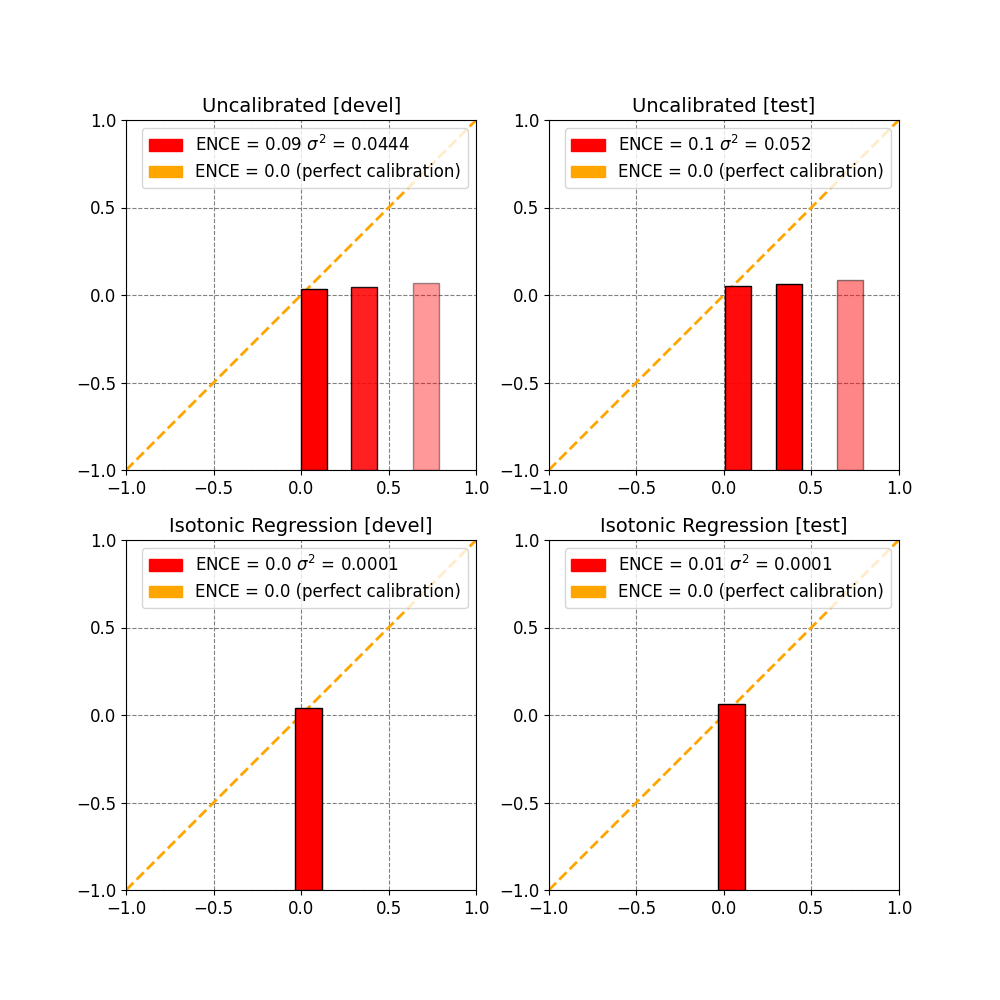 Uncalibrated [devel]
ENCE = 0.09 σ² = 0.0444
ENCE = 0.0 (perfect calibration)
1.0
0.5
0.0
−0.5
−1.0
−1.0 −0.5 0.0 0.5 1.0
Uncalibrated [test]
ENCE = 0.1 σ² = 0.052
ENCE = 0.0 (perfect calibration)
1.0
0.5
0.0
−0.5
−1.0
−1.0 −0.5 0.0 0.5 1.0
Isotonic Regression [devel]
ENCE = 0.0 σ² = 0.0001
ENCE = 0.0 (perfect calibration)
1.0
0.5
0.0
−0.5
−1.0
−1.0 −0.5 0.0 0.5 1.0
Isotonic Regression [test]
ENCE = 0.01 σ² = 0.0001
ENCE = 0.0 (perfect calibration)
1.0
0.5
0.0
−0.5
−1.0
−1.0 −0.5 0.0 0.5 1.0